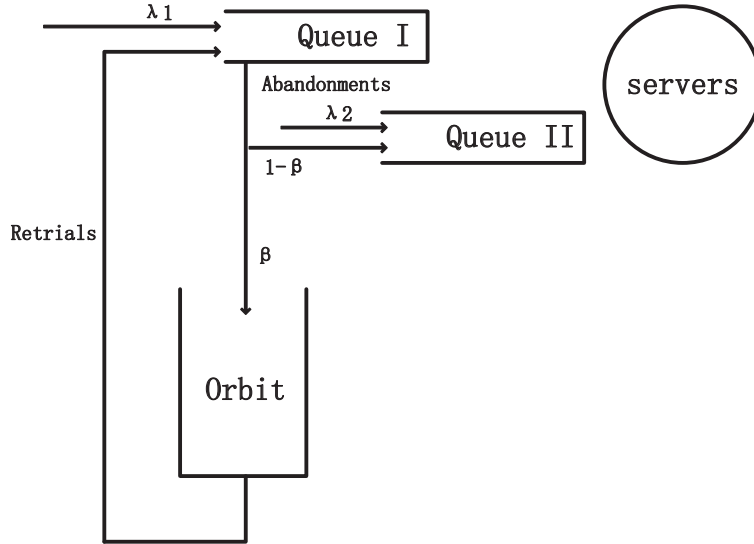 λ1
Queue I
servers
Abandonments
λ2
Queue II
1-β
Retrials
β
Orbit